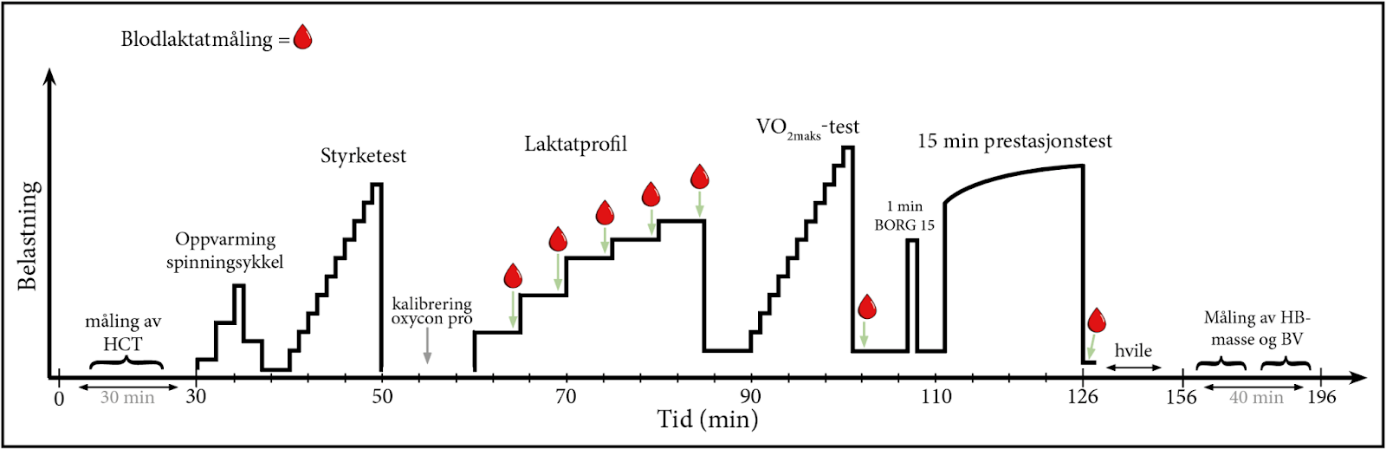 Blodlaktatmåling =
Belastning
måling av
HCT
30 min
Oppvarming
spinningsykkel
Styrketest
kalibrering
oxycon pro
Laktatprofil
VO2maks-test
1 min
BORG 15
15 min prestasjonstest
hvile
Måling av HB-
masse og BV
40 min
0 30 50 70 90 110 126 156 196
Tid (min)